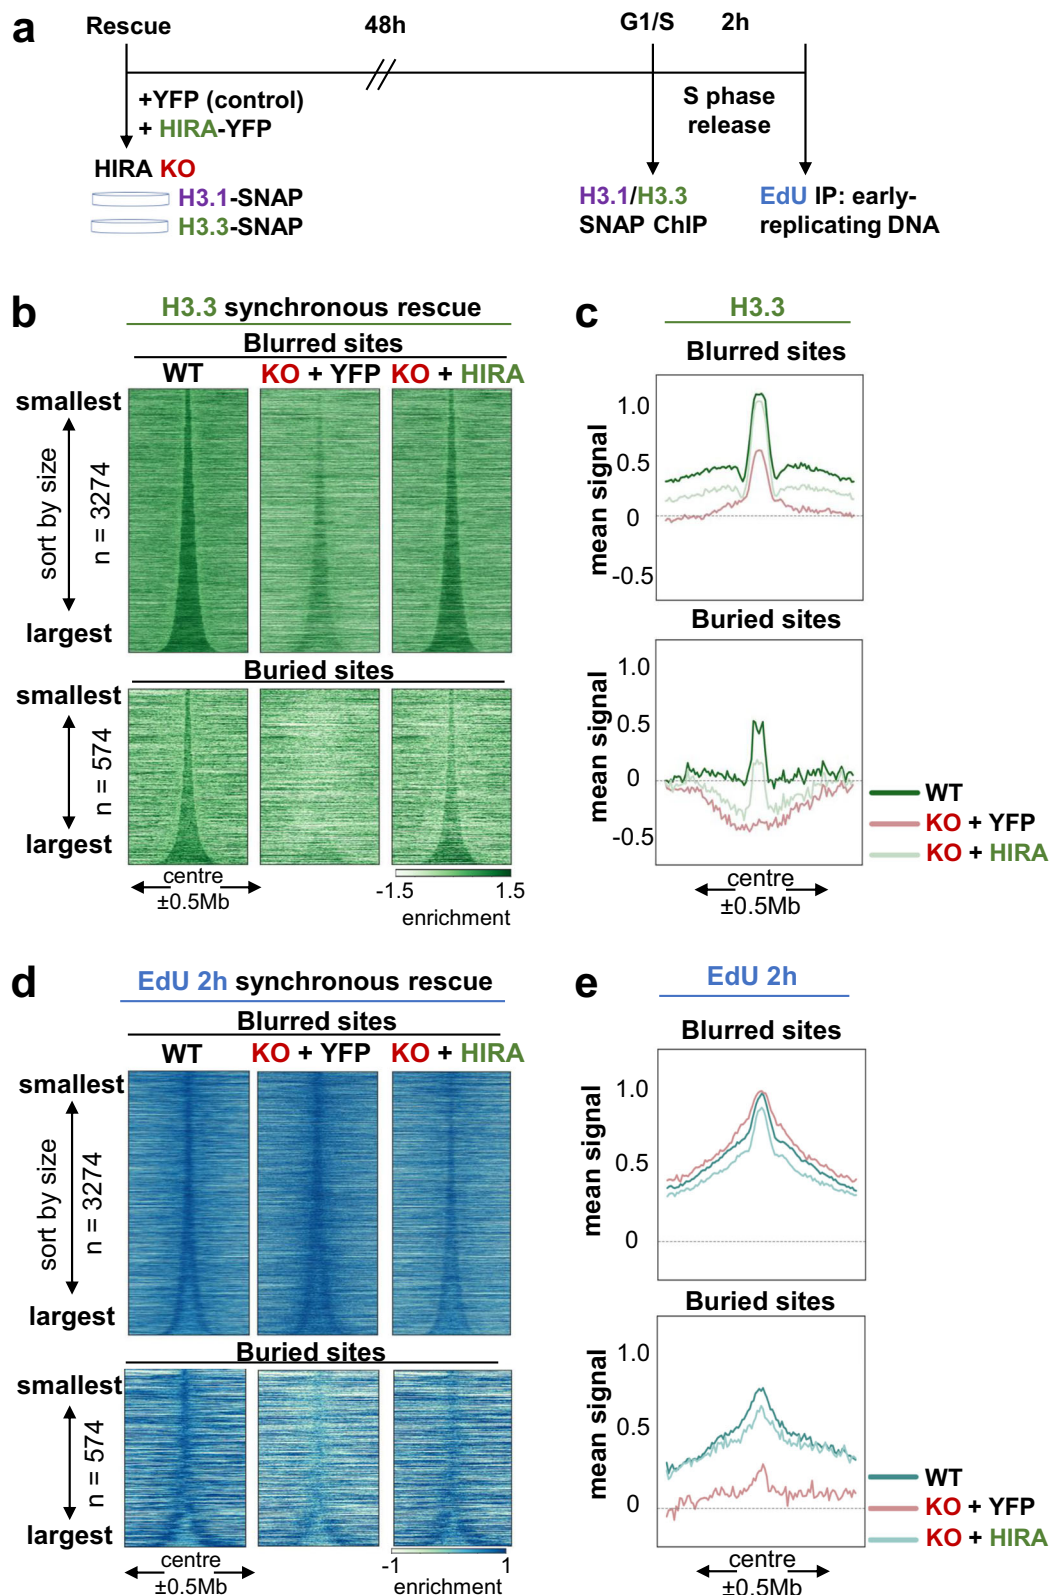 a
Rescue
48h
G1/S
2h
+YFP (control)
+ HIRA-YFP
S phase
release
HIRA KO
H3.1-SNAP
H3.3-SNAP
H3.1/H3.3
SNAP ChIP
EdU IP: early-
replicating DNA
b
H3.3 synchronous rescue
Blurred sites
WT
KO + YFP
KO + HIRA
smallest
sort by size
n = 3274
largest
Buried sites
smallest
n = 574
largest
centre
±0.5Mb
-1.5
1.5
enrichment
c
H3.3
Blurred sites
mean signal
1.0
0.5
0
-0.5
Buried sites
mean signal
1.0
0.5
0
-0.5
WT
KO + YFP
KO + HIRA
centre
±0.5Mb
d
EdU 2h synchronous rescue
Blurred sites
WT
KO + YFP
KO + HIRA
smallest
sort by size
n = 3274
largest
Buried sites
smallest
n = 574
largest
centre
±0.5Mb
-1
1
enrichment
e
EdU 2h
Blurred sites
mean signal
1.0
0.5
0
Buried sites
mean signal
1.0
0.5
0
WT
KO + YFP
KO + HIRA
centre
±0.5Mb